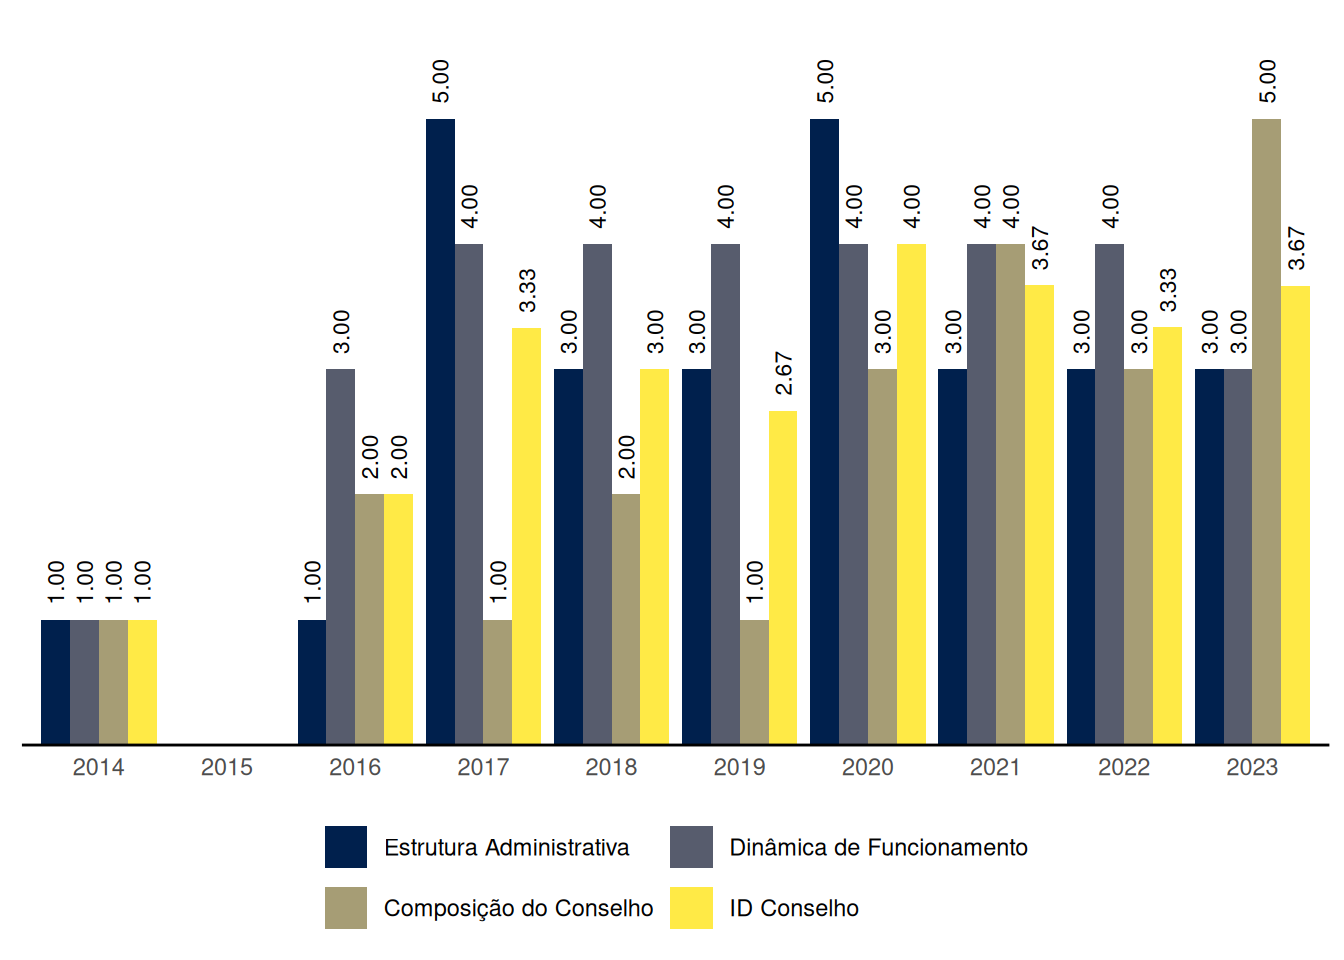 1.00 1.00 1.00 1.00
1.00 3.00 2.00 2.00
5.00 4.00 1.00 3.33
3.00 4.00 2.00 3.00
3.00 4.00 1.00 2.67
5.00 4.00 3.00 4.00
3.00 4.00 4.00 3.67
3.00 4.00 3.00 3.33
3.00 3.00 5.00 3.67
2014 2015 2016 2017 2018 2019 2020 2021 2022 2023
Estrutura Administrativa Dinâmica de Funcionamento
Composição do Conselho ID Conselho